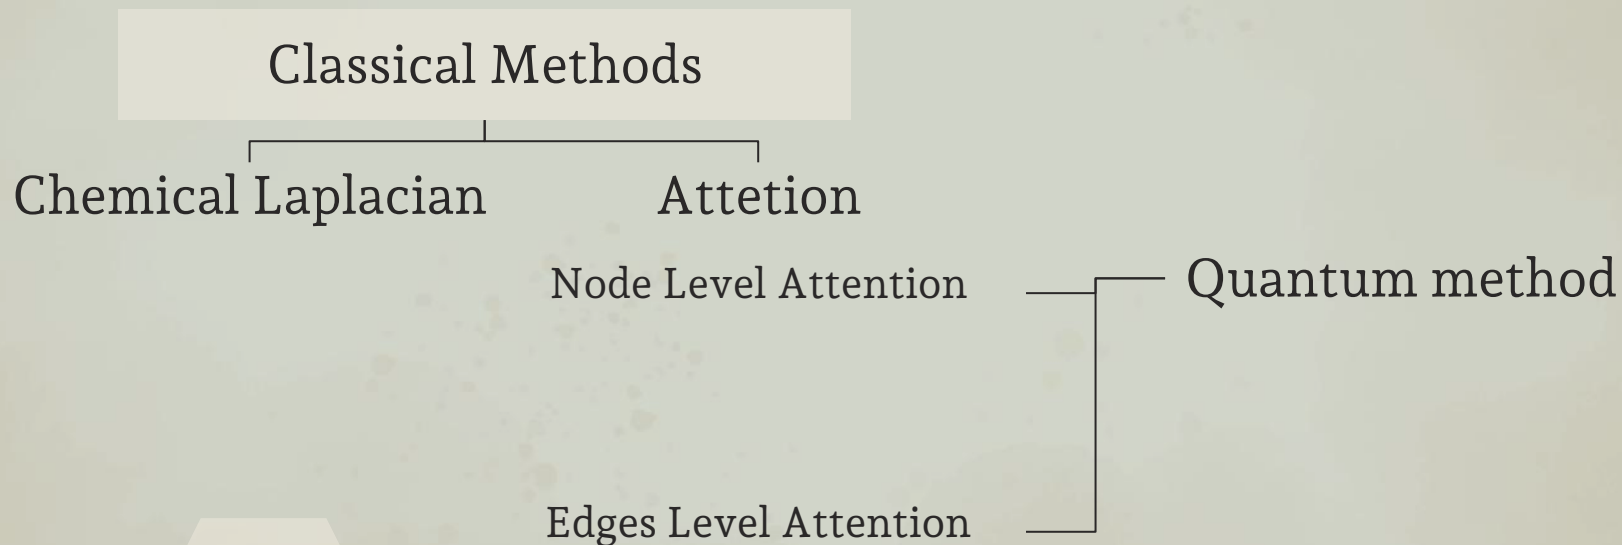 Classical Methods
Chemical Laplacian
Attetion
Node Level Attention
Quantum method
Edges Level Attention